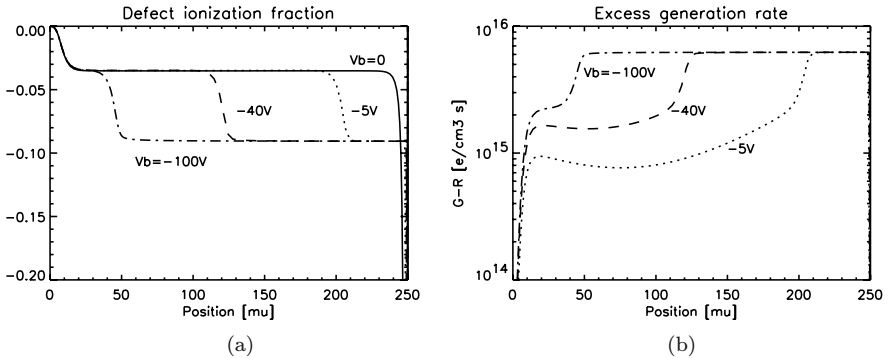 Defect ionization fraction
0.00
-0.05
-0.10
-0.15
-0.20
Vb=0
-40V
-5V
Vb=-100V
0 50 100 150 200 250
Position [mu]
(a)
Excess generation rate
10^16
10^15
10^14
G-R [e/cm3 s]
Vb=-100V
-40V
-5V
0 50 100 150 200 250
Position [mu]
(b)